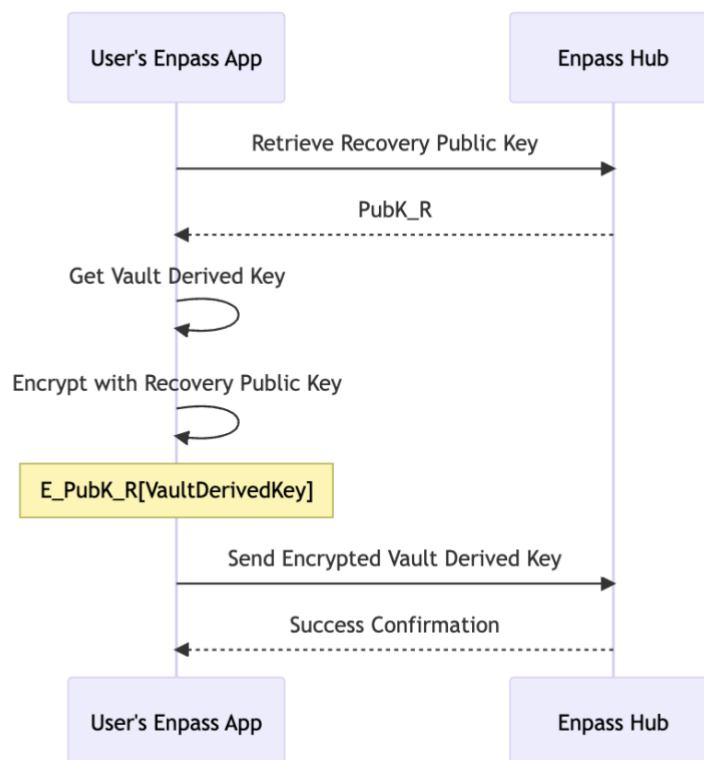 User's Enpass App
Enpass Hub
Retrieve Recovery Public Key
PubK_R
Get Vault Derived Key
Encrypt with Recovery Public Key
E_PubK_R[VaultDerivedKey]
Send Encrypted Vault Derived Key
Success Confirmation
User's Enpass App
Enpass Hub